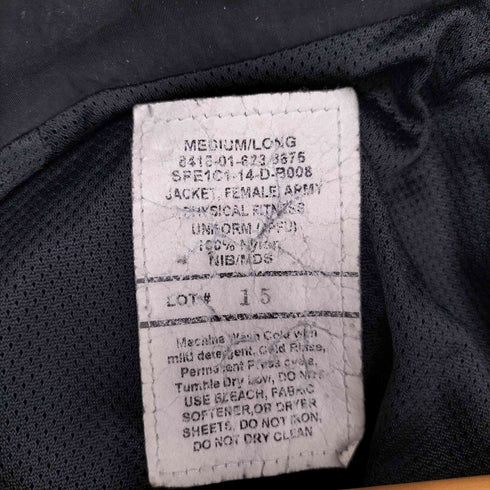 MEDIUM/LONG
8415-01-623-3875
SPE1C1-14-D-B008
JACKET, FEMALE, ARMY
PHYSICAL FITNESS
UNIFORM (APFU)
100% Nylon
NIB/MDS
LOT # 15
Machine Wash Cold with
mild detergent, Cold Rinse,
Permanent Press cycle,
Tumble Dry Low, DO NOT
USE BLEACH, FABRIC
SOFTENER, OR DRYER
SHEETS, DO NOT IRON,
DO NOT DRY CLEAN